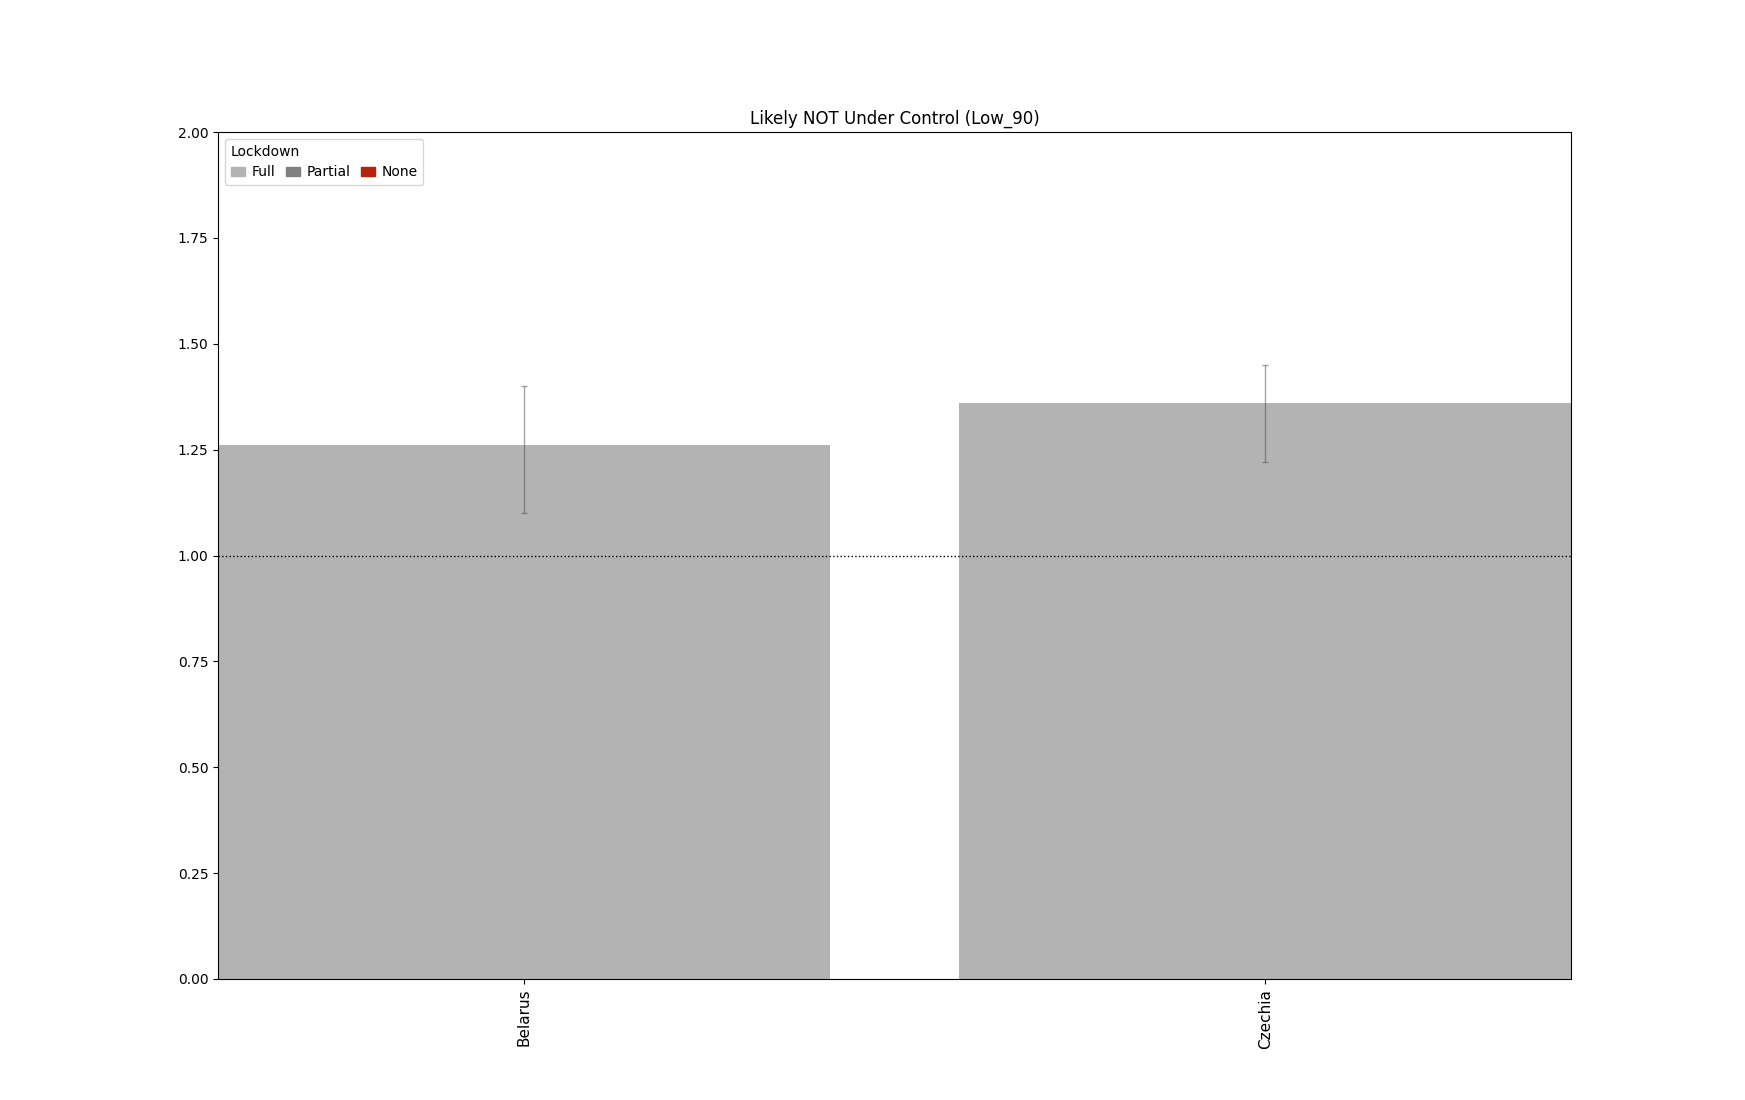 Likely NOT Under Control (Low_90)
2.00
Lockdown
Full Partial None
1.75
1.50
1.25
1.00
0.75
0.50
0.25
0.00
Belarus
Czechia